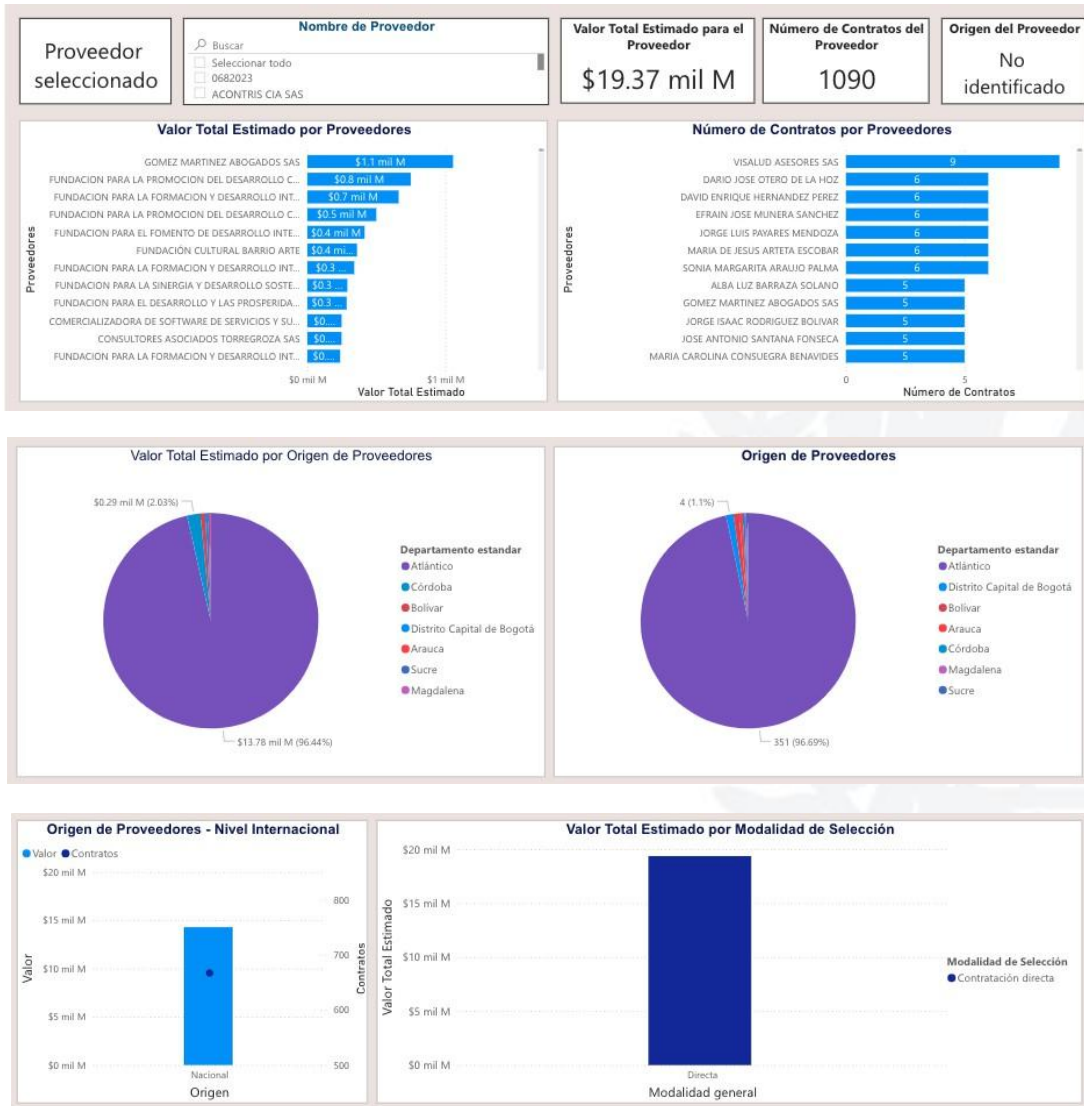 Proveedor
seleccionado
Nombre de Proveedor
Buscar
Seleccionar todo
0682023
ACONTRIS CIA SAS
Valor Total Estimado para el
Proveedor
$19.37 mil M
Número de Contratos del
Proveedor
1090
Origen del Proveedor
No
identificado
Valor Total Estimado por Proveedores
Proveedores
GOMEZ MARTINEZ ABOGADOS SAS $1.1 mil M
FUNDACION PARA LA PROMOCION DEL DESARROLLO C... $0.8 mil M
FUNDACION PARA LA FORMACION Y DESARROLLO INT... $0.7 mil M
FUNDACION PARA LA PROMOCION DEL DESARROLLO C... $0.5 mil M
FUNDACION PARA EL FOMENTO DE DESARROLLO INTE... $0.4 mil M
FUNDACIÓN CULTURAL BARRIO ARTE $0.4 mi...
FUNDACION PARA LA FORMACION Y DESARROLLO INT... $0.3 ...
FUNDACION PARA LA SINERGIA Y DESARROLLO SOSTE... $0.3 ...
FUNDACION PARA EL DESARROLLO Y LAS PROSPERIDA... $0.3 ...
COMERCIALIZADORA DE SOFTWARE DE SERVICIOS Y SU... $0....
CONSULTORES ASOCIADOS TORREGROZA SAS $0....
FUNDACION PARA LA FORMACION Y DESARROLLO INT... $0....
$0 mil M $1 mil M
Valor Total Estimado
Número de Contratos por Proveedores
Proveedores
VISALUD ASESORES SAS 9
DARIO JOSE OTERO DE LA HOZ 6
DAVID ENRIQUE HERNANDEZ PEREZ 6
EFRAIN JOSE MUNERA SANCHEZ 6
JORGE LUIS PAYARES MENDOZA 6
MARIA DE JESUS ARTETA ESCOBAR 6
SONIA MARGARITA ARAUJO PALMA 6
ALBA LUZ BARRAZA SOLANO 5
GOMEZ MARTINEZ ABOGADOS SAS 5
JORGE ISAAC RODRIGUEZ BOLIVAR 5
JOSE ANTONIO SANTANA FONSECA 5
MARIA CAROLINA CONSUEGRA BENAVIDES 5
0 5
Número de Contratos
Valor Total Estimado por Origen de Proveedores
$0.29 mil M (2.03%)
$13.78 mil M (96.44%)
Departamento estandar
Atlántico
Córdoba
Bolívar
Distrito Capital de Bogotá
Arauca
Sucre
Magdalena
Origen de Proveedores
4 (1.1%)
351 (96.69%)
Departamento estandar
Atlántico
Distrito Capital de Bogotá
Bolívar
Arauca
Córdoba
Magdalena
Sucre
Origen de Proveedores - Nivel Internacional
Valor Contratos
$20 mil M
$15 mil M
$10 mil M
$5 mil M
$0 mil M
Valor
800
700
600
500
Contratos
Nacional
Origen
Valor Total Estimado por Modalidad de Selección
Valor Total Estimado
$20 mil M
$15 mil M
$10 mil M
$5 mil M
$0 mil M
Directa
Modalidad general
Modalidad de Selección
Contratación directa